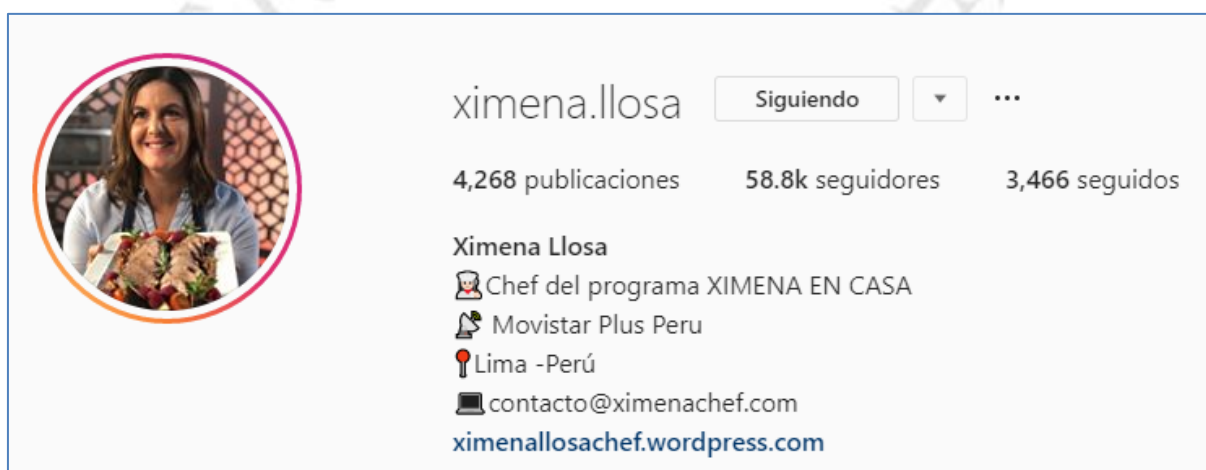 ximena.llosa Siguiendo ...
4,268 publicaciones 58.8k seguidores 3,466 seguidos
Ximena Llosa
Chef del programa XIMENA EN CASA
Movistar Plus Peru
Lima -Perú
contacto@ximenachef.com
ximenallosachef.wordpress.com